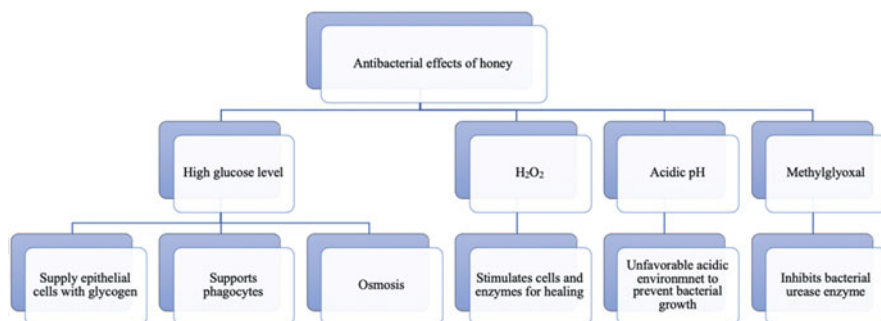 Antibacterial effects of honey
High glucose level
H₂O₂
Acidic pH
Methylglyoxal
Supply epithelial
cells with glycogen
Supports
phagocytes
Osmosis
Stimulates cells and
enzymes for healing
Unfavorable acidic
environmnet to
prevent bacterial
growth
Inhibits bacterial
urease enzyme